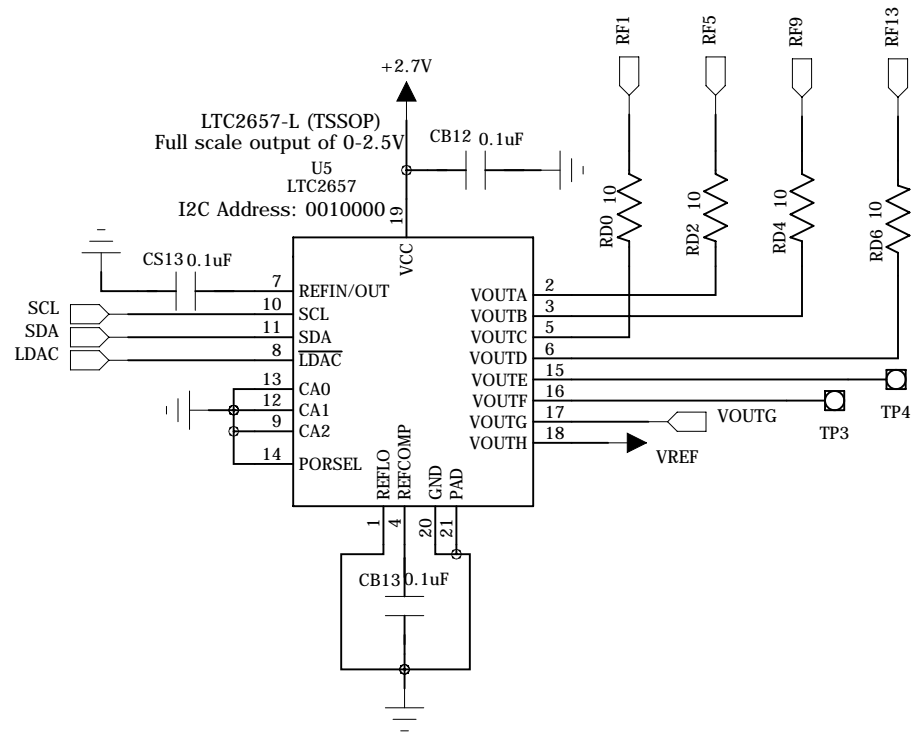 RF1
RF5
RF9
RF13
+2.7V
LTC2657-L (TSSOP)
Full scale output of 0-2.5V
U5
LTC2657
I2C Address: 0010000
CB12 0.1uF
RD0 10
RD2 10
RD4 10
RD6 10
19
VCC
CS13 0.1uF
7 REFIN/OUT
SCL 10 SCL
SDA 11 SDA
LDAC 8 LDAC
13 CA0
12 CA1
9 CA2
14 PORSEL
VOUTA 2
VOUTB 3
VOUTC 5
VOUTD 6
VOUTE 15
VOUTF 16
VOUTG 17
VOUTH 18
TP4
TP3
VOUTG
VREF
REFLO
REFCOMP
GND
PAD
1
4
20
21
CB13 0.1uF